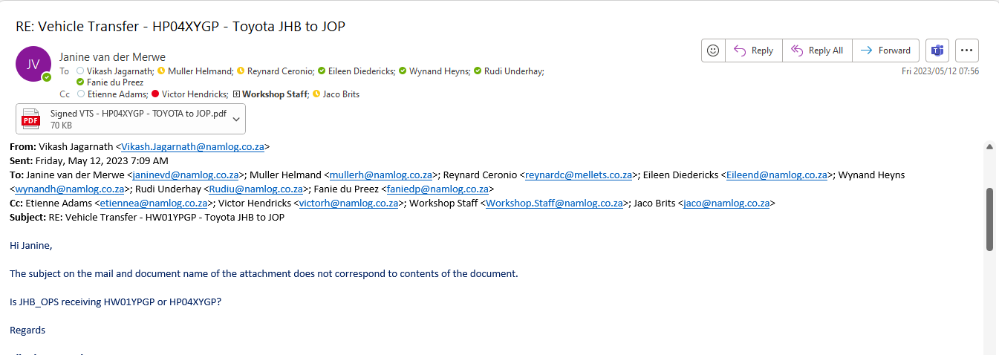 RE: Vehicle Transfer - HP04XYGP - Toyota JHB to JOP
JV
Janine van der Merwe
Reply
Reply All
Forward
To Vikash Jagarnath; Muller Helmand; Reynard Ceronio; Eileen Diedericks; Wynand Heyns; Rudi Underhay;
Fri 2023/05/12 07:56
Fanie du Preez
Cc Etienne Adams; Victor Hendricks; Workshop Staff; Jaco Brits
PDF
Signed VTS - HP04XYGP - TOYOTA to JOP.pdf
70 KB
From: Vikash Jagarnath <Vikash.Jagarnath@namlog.co.za>
Sent: Friday, May 12, 2023 7:09 AM
To: Janine van der Merwe <janinevd@namlog.co.za>; Muller Helmand <mullerh@namlog.co.za>; Reynard Ceronio <reynardc@mellets.co.za>; Eileen Diedericks <Eileend@namlog.co.za>; Wynand Heyns
<wynandh@namlog.co.za>; Rudi Underhay <Rudiu@namlog.co.za>; Fanie du Preez <faniedp@namlog.co.za>
Cc: Etienne Adams <etiennea@namlog.co.za>; Victor Hendricks <victorh@namlog.co.za>; Workshop Staff <Workshop.Staff@namlog.co.za>; Jaco Brits <jaco@namlog.co.za>
Subject: RE: Vehicle Transfer - HW01YPGP - Toyota JHB to JOP
Hi Janine,
The subject on the mail and document name of the attachment does not correspond to contents of the document.
Is JHB_OPS receiving HW01YPGP or HP04XYGP?
Regards